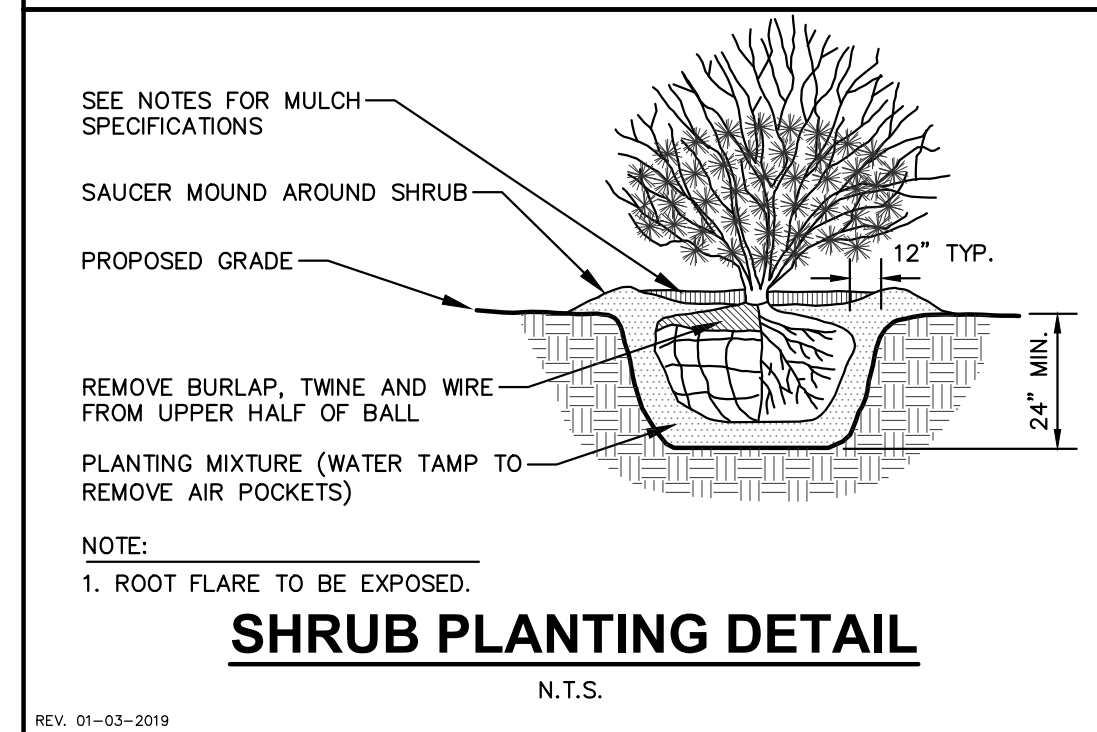 SEE NOTES FOR MULCH
SPECIFICATIONS
SAUCER MOUND AROUND SHRUB
PROPOSED GRADE
12” TYP.
24” MIN.
REMOVE BURLAP, TWINE AND WIRE
FROM UPPER HALF OF BALL
PLANTING MIXTURE (WATER TAMP TO
REMOVE AIR POCKETS)
NOTE:
1. ROOT FLARE TO BE EXPOSED.
SHRUB PLANTING DETAIL
N.T.S.
REV. 01-03-2019